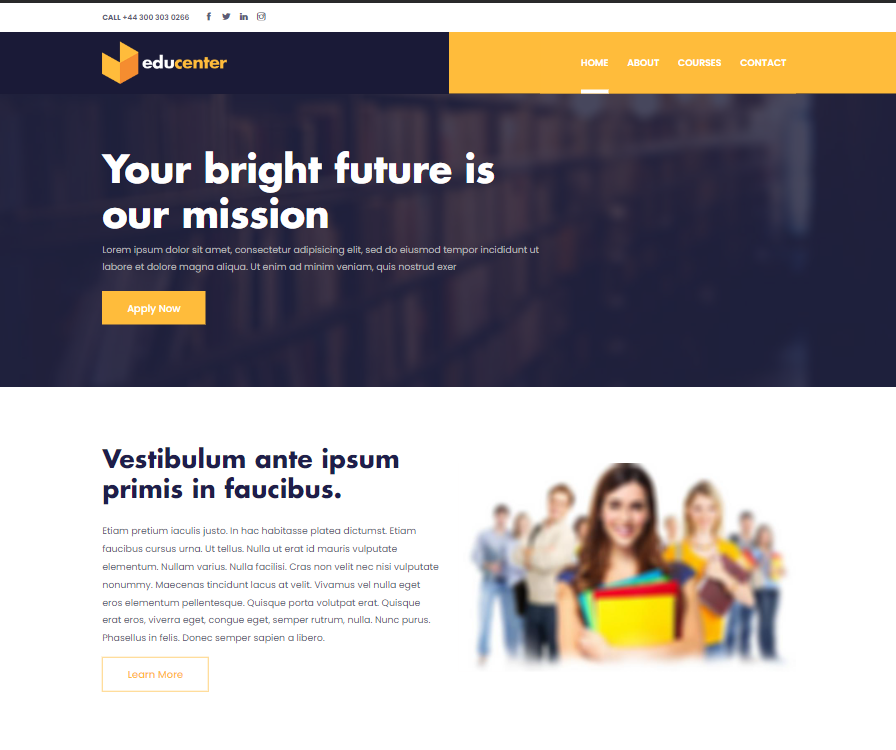 CALL +44 300 303 0266
educenter
HOME ABOUT COURSES CONTACT
Your bright future is
our mission
Lorem ipsum dolor sit amet, consectetur adipisicing elit, sed do eiusmod tempor incididunt ut
labore et dolore magna aliqua. Ut enim ad minim veniam, quis nostrud exer
Apply Now
Vestibulum ante ipsum
primis in faucibus.
Etiam pretium iaculis justo. In hac habitasse platea dictumst. Etiam
faucibus cursus urna. Ut tellus. Nulla ut erat id mauris vulputate
elementum. Nullam varius. Nulla facilisi. Cras non velit nec nisi vulputate
nonummy. Maecenas tincidunt lacus at velit. Vivamus vel nulla eget
eros elementum pellentesque. Quisque porta volutpat erat. Quisque
erat eros, viverra eget, congue eget, semper rutrum, nulla. Nunc purus.
Phasellus in felis. Donec semper sapien a libero.
Learn More